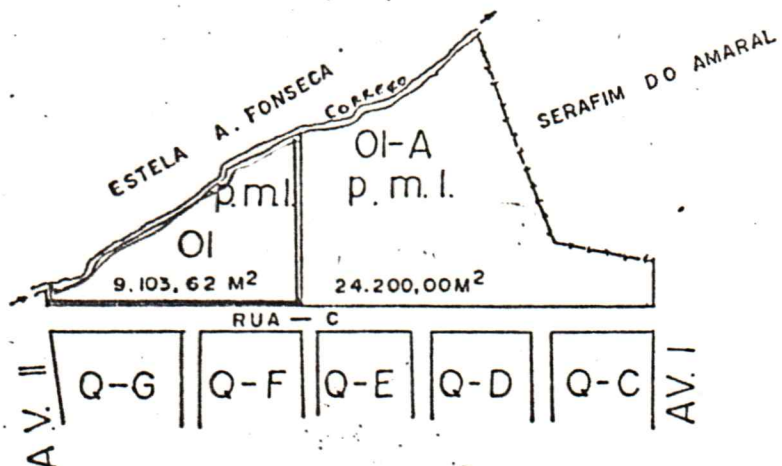 ESTELA A. FONSECA
CORREGO
SERAFIM DO AMARAL
01-A
p.m.l.
p.m.l.
01
9.103,62 M²
24.200,00M²
RUA — C
AV. II
Q-G
Q-F
Q-E
Q-D
Q-C
AV. I